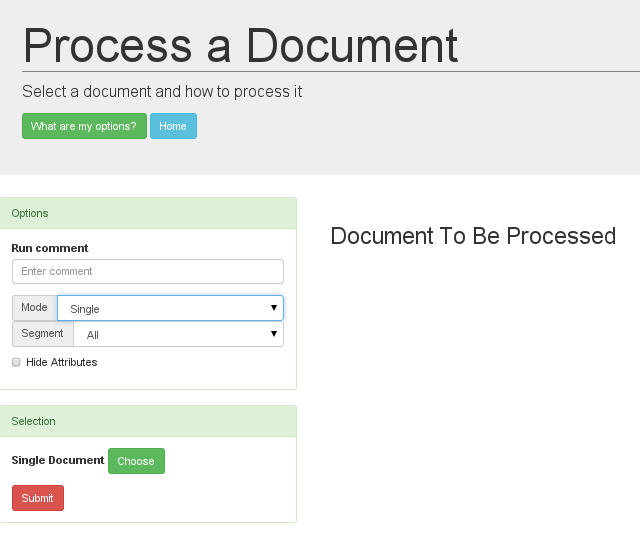 Process a Document
Select a document and how to process it
What are my options? Home
Options
Run comment
Enter comment
Mode Single
Segment All
Hide Attributes
Document To Be Processed
Selection
Single Document Choose
Submit